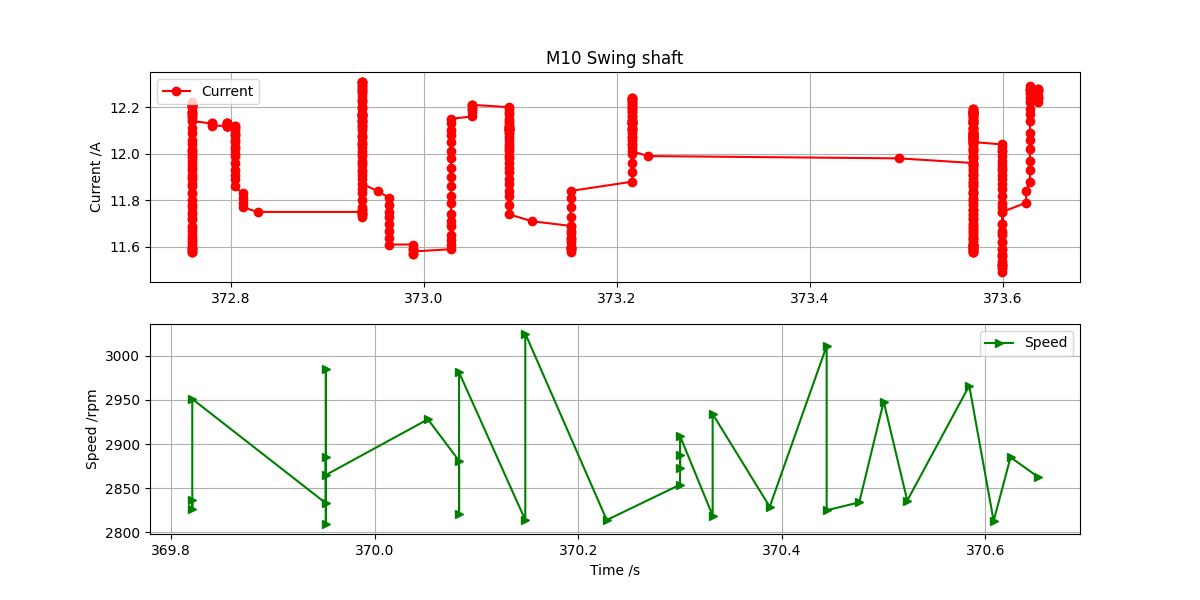 M10 Swing shaft
Current
Current /A
12.2
12.0
11.8
11.6
372.8 373.0 373.2 373.4 373.6
Speed
Speed /rpm
3000
2950
2900
2850
2800
369.8 370.0 370.2 370.4 370.6
Time /s